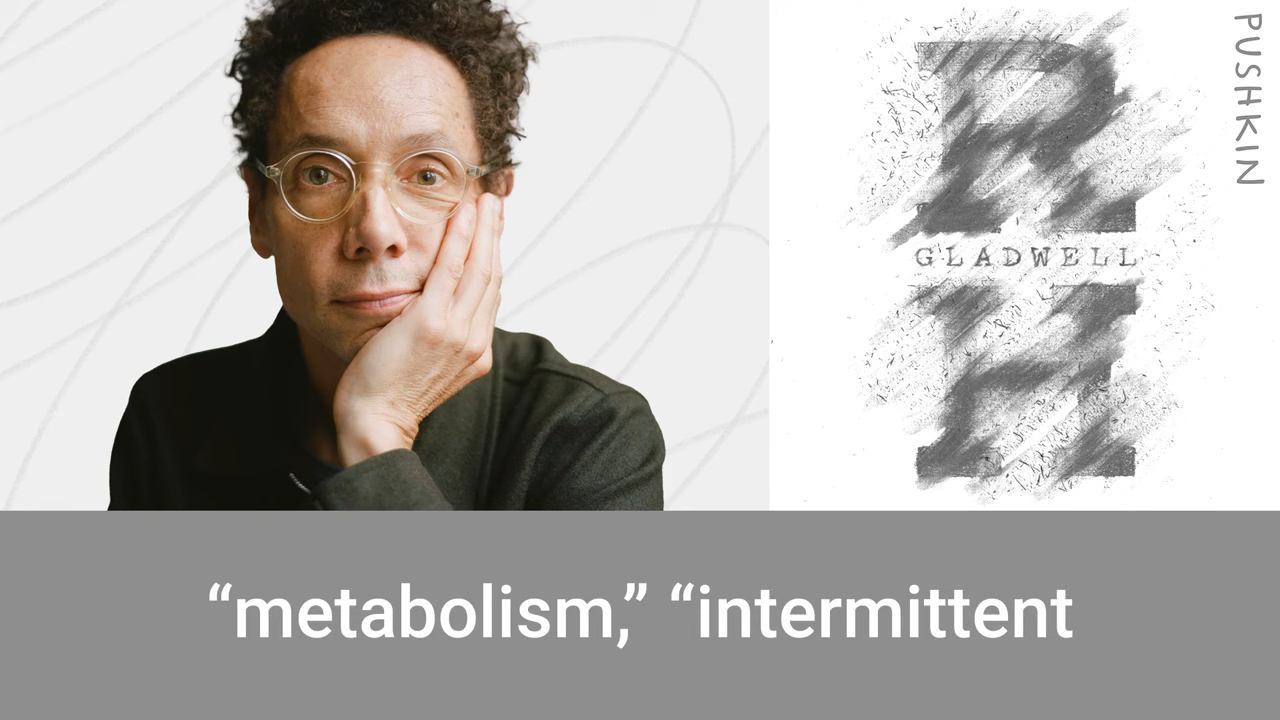 PUSHKIN
R
GLADWELL
H
“metabolism,” “intermittent